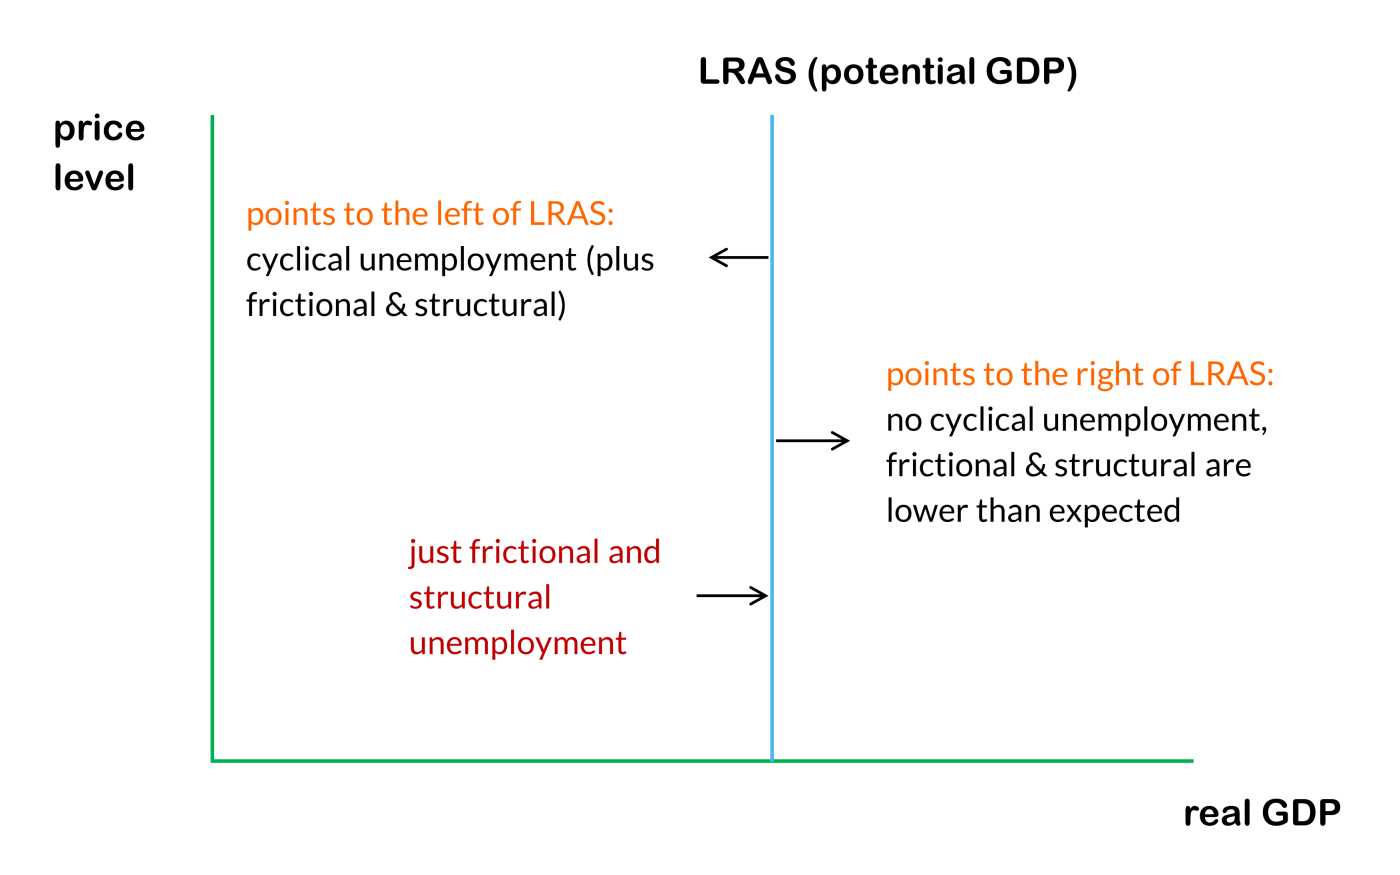 LRAS (potential GDP)
price
level
points to the left of LRAS:
cyclical unemployment (plus
frictional & structural)
points to the right of LRAS:
no cyclical unemployment,
frictional & structural are
lower than expected
just frictional and
structural
unemployment
real GDP